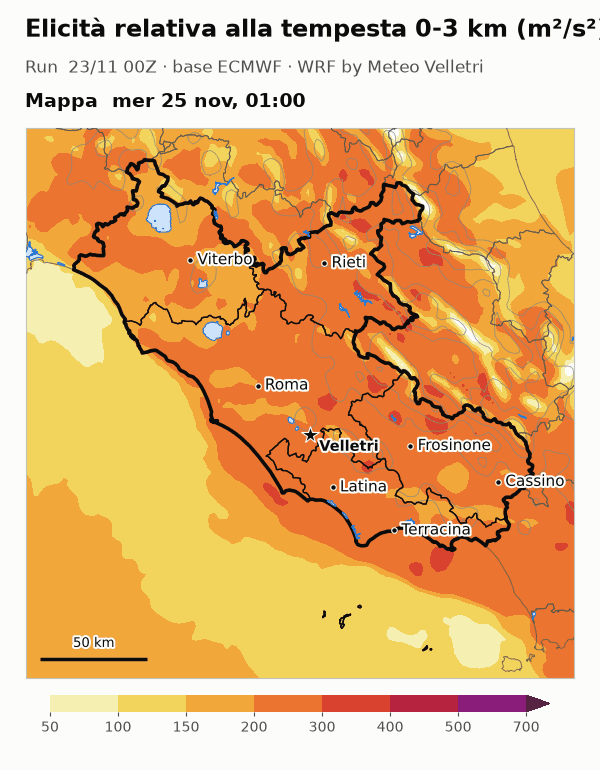 Elicità relativa alla tempesta 0-3 km (m²/s²)
Run 23/11 00Z · base ECMWF · WRF by Meteo Velletri
Mappa mer 25 nov, 01:00
Viterbo
Rieti
Roma
Velletri
Frosinone
Latina
Cassino
Terracina
50 km
50 100 150 200 300 400 500 700